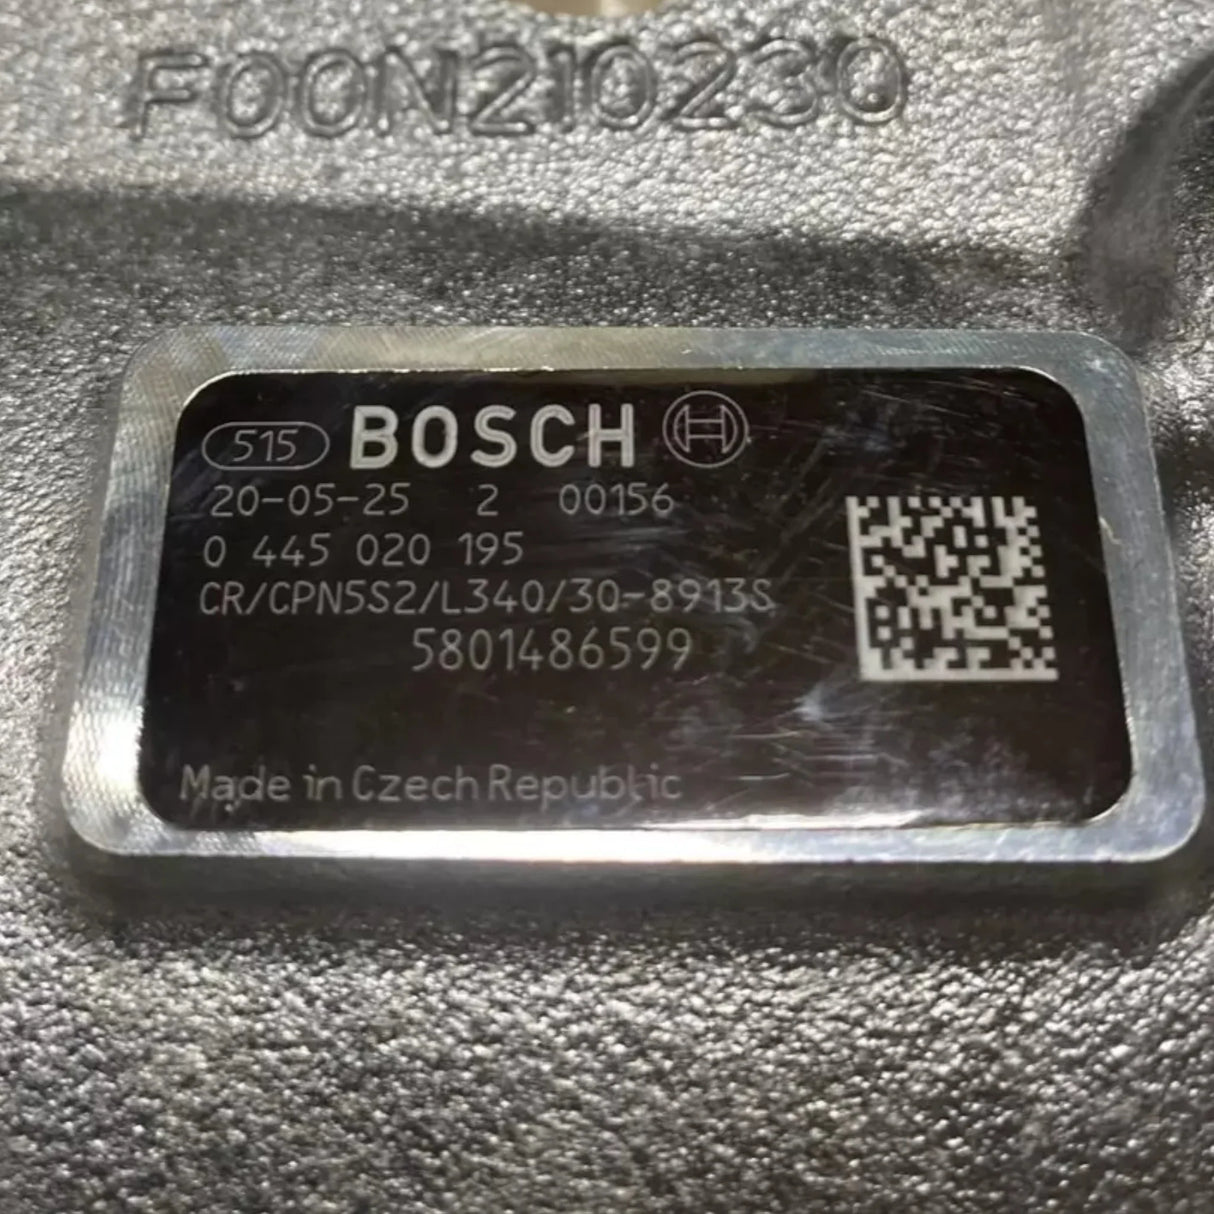 F00N210230
515 BOSCH
20-05-25 2 00156
0 445 020 195
CR/CPN5S2/L340/30-8913S
5801486599
Made in Czech Republic